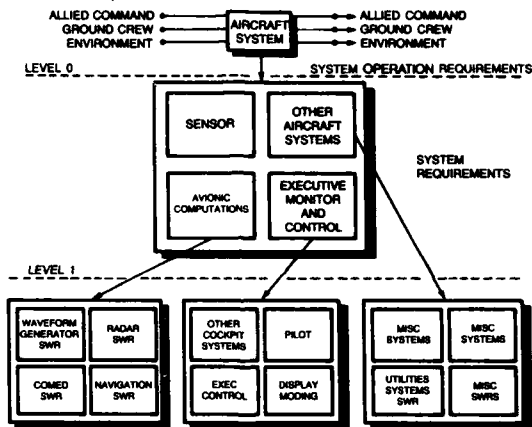 ALLIED COMMAND
GROUND CREW
ENVIRONMENT
AIRCRAFT
SYSTEM
ALLIED COMMAND
GROUND CREW
ENVIRONMENT
LEVEL 0
SYSTEM OPERATION REQUIREMENTS
SENSOR
OTHER
AIRCRAFT
SYSTEMS
SYSTEM
REQUIREMENTS
AVIONIC
COMPUTATIONS
EXECUTIVE
MONITOR
AND
CONTROL
LEVEL 1
WAVEFORM
GENERATOR
SWR
RADAR
SWR
COMED
SWR
NAVIGATION
SWR
OTHER
COCKPIT
SYSTEMS
PILOT
EXEC
CONTROL
DISPLAY
MODING
MISC
SYSTEMS
MISC
SYSTEMS
UTILITIES
SYSTEMS
SWR
MISC
SWRS